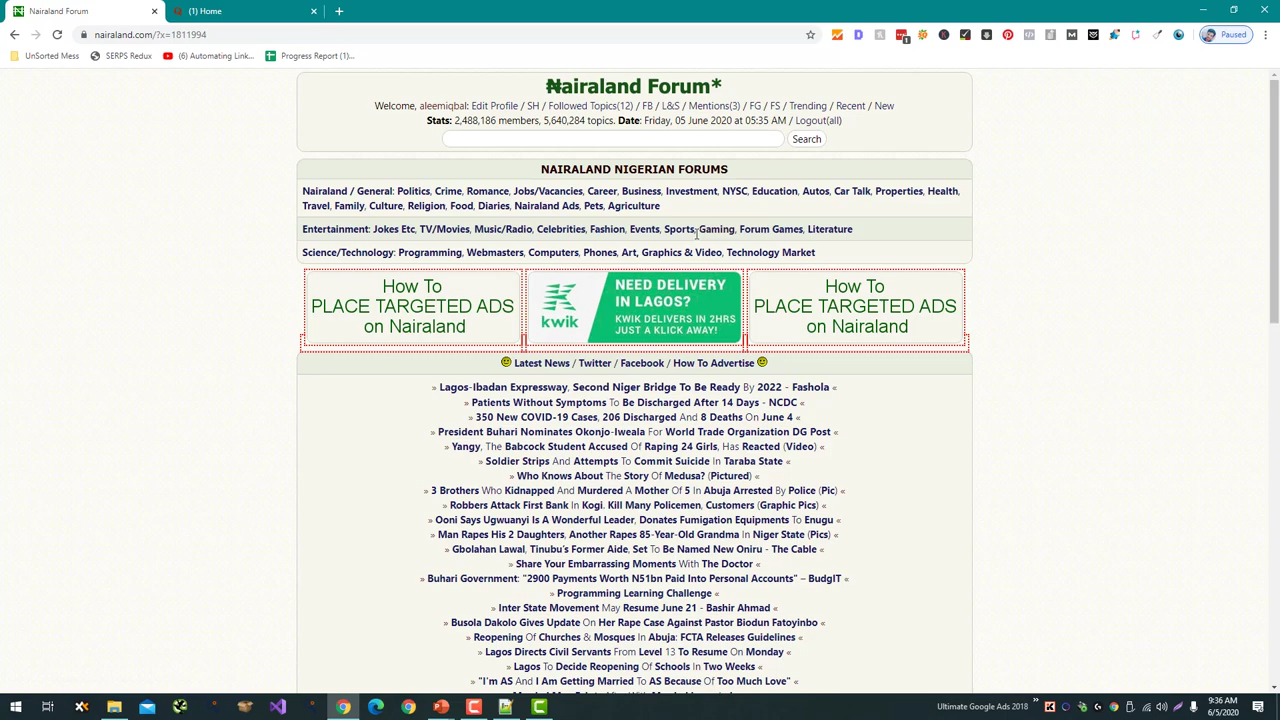 Nairaland Forum
(1) Home
nairaland.com/?x=1811994
Paused
UnSorted Mess
SERPS Redux
(6) Automating Link...
Progress Report (1)...
₦airaland Forum*
Welcome, aleemiqbal: Edit Profile / SH / Followed Topics(12) / FB / L&S / Mentions(3) / FG / FS / Trending / Recent / New
Stats: 2,488,186 members, 5,640,284 topics. Date: Friday, 05 June 2020 at 05:35 AM / Logout(all)
Search
NAIRALAND NIGERIAN FORUMS
Nairaland / General: Politics, Crime, Romance, Jobs/Vacancies, Career, Business, Investment, NYSC, Education, Autos, Car Talk, Properties, Health,
Travel, Family, Culture, Religion, Food, Diaries, Nairaland Ads, Pets, Agriculture
Entertainment: Jokes Etc, TV/Movies, Music/Radio, Celebrities, Fashion, Events, Sports, Gaming, Forum Games, Literature
Science/Technology: Programming, Webmasters, Computers, Phones, Art, Graphics & Video, Technology Market
How To
PLACE TARGETED ADS
on Nairaland
kwik
NEED DELIVERY
IN LAGOS?
KWIK DELIVERS IN 2HRS
JUST A KLICK AWAY!
How To
PLACE TARGETED ADS
on Nairaland
Latest News / Twitter / Facebook / How To Advertise
» Lagos-Ibadan Expressway, Second Niger Bridge To Be Ready By 2022 - Fashola «
» Patients Without Symptoms To Be Discharged After 14 Days - NCDC «
» 350 New COVID-19 Cases, 206 Discharged And 8 Deaths On June 4 «
» President Buhari Nominates Okonjo-Iweala For World Trade Organization DG Post «
» Yangy, The Babcock Student Accused Of Raping 24 Girls, Has Reacted (Video) «
» Soldier Strips And Attempts To Commit Suicide In Taraba State «
» Who Knows About The Story Of Medusa? (Pictured) «
» 3 Brothers Who Kidnapped And Murdered A Mother Of 5 In Abuja Arrested By Police (Pic) «
» Robbers Attack First Bank In Kogi, Kill Many Policemen, Customers (Graphic Pics) «
» Ooni Says Ugwuanyi Is A Wonderful Leader, Donates Fumigation Equipments To Enugu «
» Man Rapes His 2 Daughters, Another Rapes 85-Year-Old Grandma In Niger State (Pics) «
» Gbolahan Lawal, Tinubu's Former Aide, Set To Be Named New Oniru - The Cable «
» Share Your Embarrassing Moments With The Doctor «
» Buhari Government: "2900 Payments Worth N51bn Paid Into Personal Accounts" – BudgIT «
» Programming Learning Challenge «
» Inter State Movement May Resume June 21 - Bashir Ahmad «
» Busola Dakolo Gives Update On Her Rape Case Against Pastor Biodun Fatoyinbo «
» Reopening Of Churches & Mosques In Abuja: FCTA Releases Guidelines «
» Lagos Directs Civil Servants From Level 13 To Resume On Monday «
» Lagos To Decide Reopening Of Schools In Two Weeks «
» "I'm AS And I Am Getting Married To AS Because Of Too Much Love" «
Ultimate Google Ads 2018
9:36 AM
6/5/2020